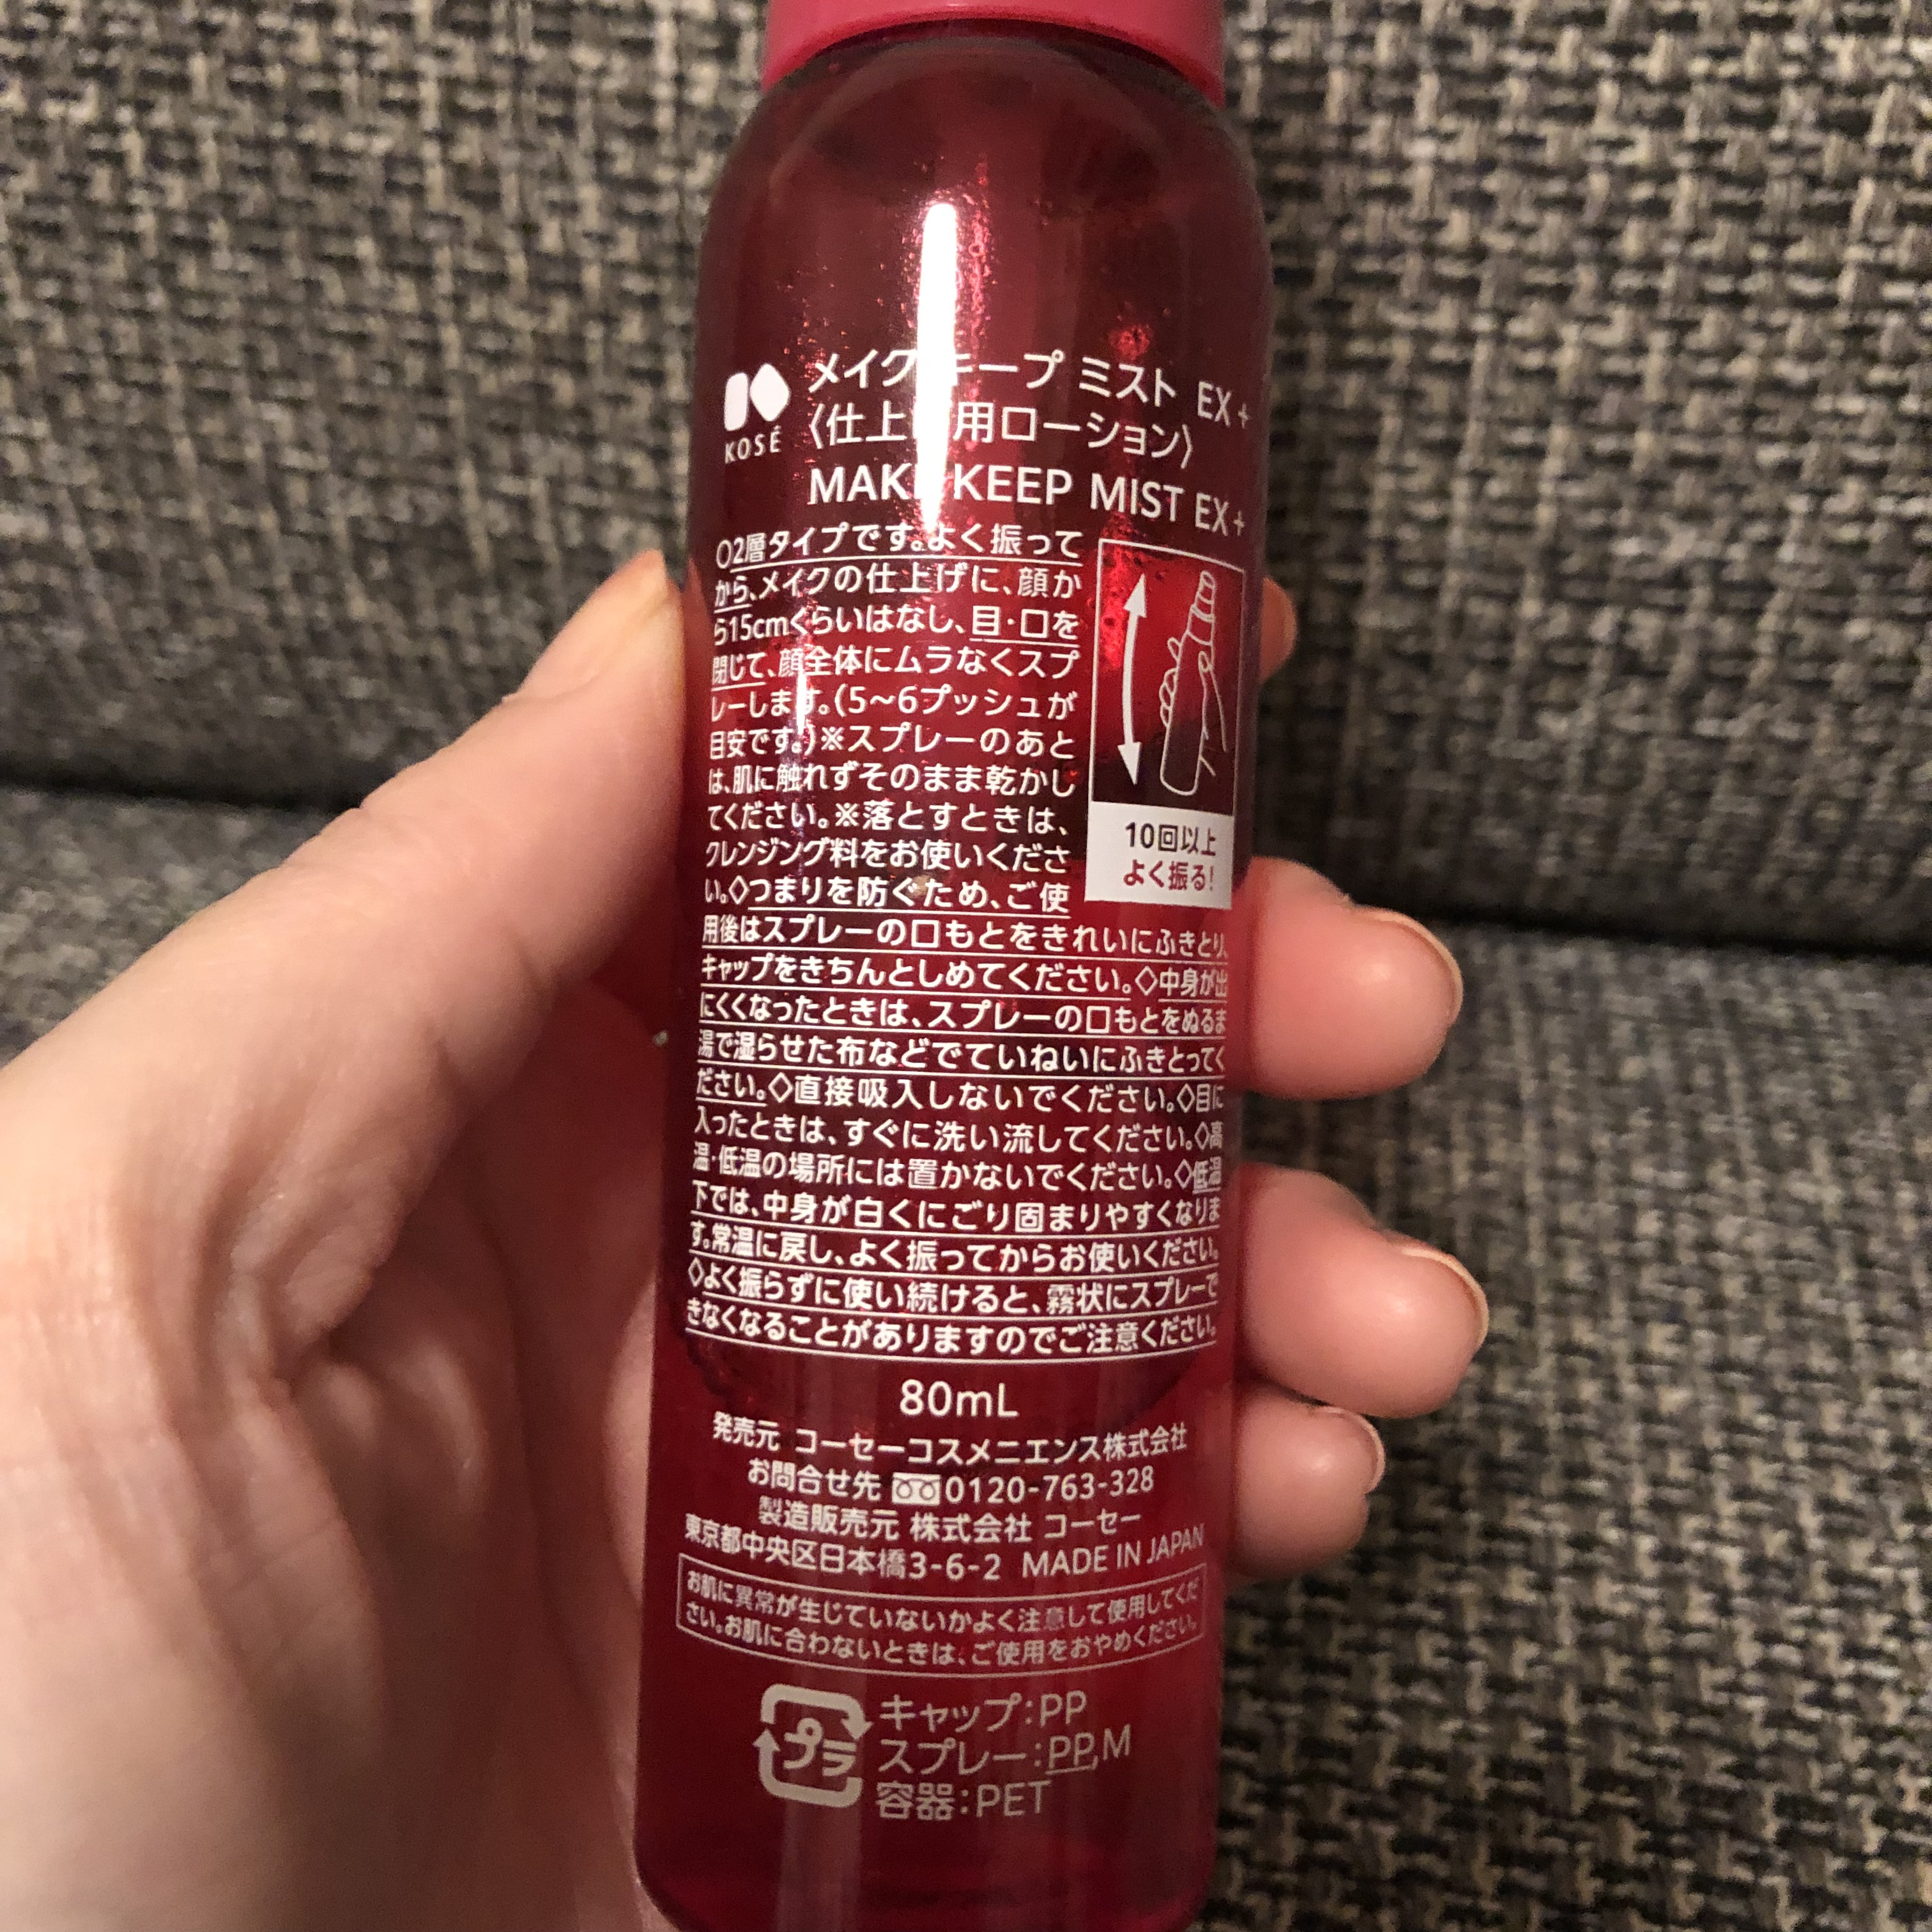 KOSÉ
メイク ープ ミスト EX+
〈仕上 用ローション〉
MAK KEEP MIST EX+
○2層タイプです。よく振って
から、メイクの仕上げに、顔か
ら15cmくらいはなし、目・口を
閉じて、顔全体にムラなくスプ
レーします。(5〜6プッシュが
目安です。)※スプレーのあと
は、肌に触れずそのまま乾かし
てください。※落とすときは、
クレンジング料をお使いくださ
い。◇つまりを防ぐため、ご使
用後はスプレーの口もとをきれいにふきとり、
キャップをきちんとしめてください。◇中身が出
にくくなったときは、スプレーの口もとをぬるま
湯で湿らせた布などでていねいにふきとってく
ださい。◇直接吸入しないでください。◇目に
入ったときは、すぐに洗い流してください。◇高
温・低温の場所には置かないでください。◇低温
下では、中身が白くにごり固まりやすくなりま
す。常温に戻し、よく振ってからお使いください。
◇よく振らずに使い続けると、霧状にスプレーで
きなくなることがありますのでご注意ください。
10回以上
よく振る!
80mL
発売元 コーセーコスメニエンス株式会社
お問合せ先 0120-763-328
製造販売元 株式会社 コーセー
東京都中央区日本橋3-6-2 MADE IN JAPAN
お肌に異常が生じていないかよく注意して使用してくだ
さい。お肌に合わないときは、ご使用をおやめください。
プラ
キャップ:PP
スプレー:PP,M
容器:PET